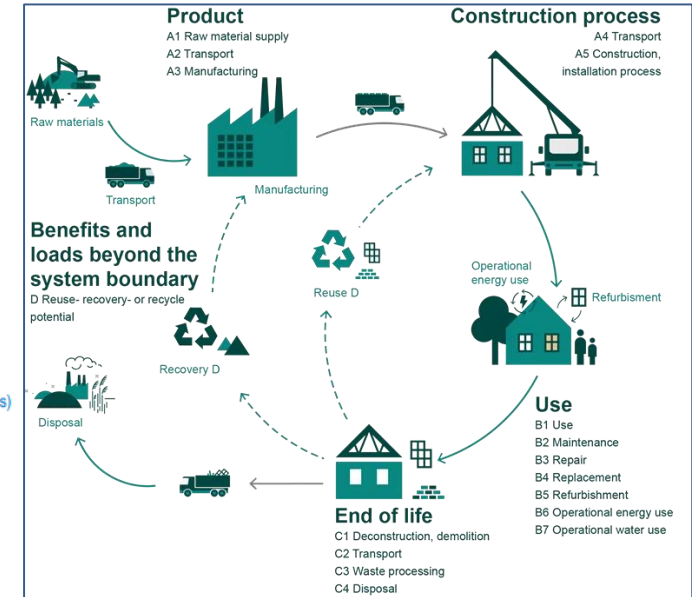 Product
A1 Raw material supply
A2 Transport
A3 Manufacturing
Construction process
A4 Transport
A5 Construction,
installation process
Raw materials
Transport
Manufacturing
Benefits and
loads beyond the
system boundary
D Reuse- recovery- or recycle
potential
Reuse D
Operational
energy use
Refurbisment
Recovery D
s)
Disposal
Use
B1 Use
B2 Maintenance
B3 Repair
B4 Replacement
B5 Refurbishment
B6 Operational energy use
B7 Operational water use
End of life
C1 Deconstruction, demolition
C2 Transport
C3 Waste processing
C4 Disposal